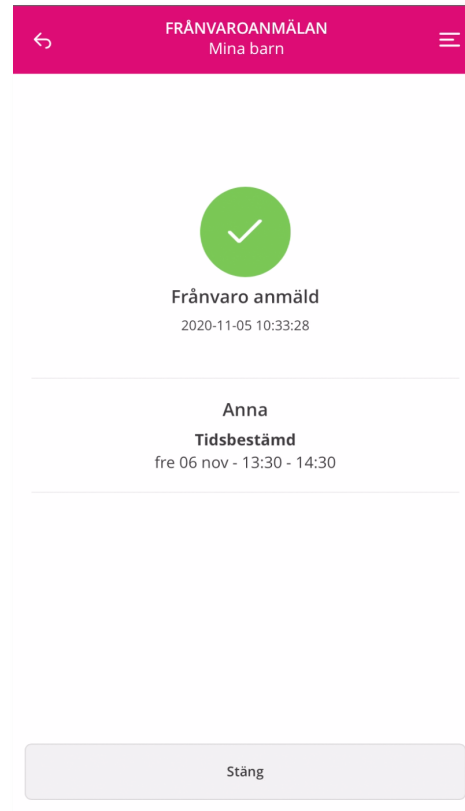 FRÅNVAROANMÄLAN
Mina barn
Frånvaro anmäld
2020-11-05 10:33:28
Anna
Tidsbestämd
fre 06 nov - 13:30 - 14:30
Stäng